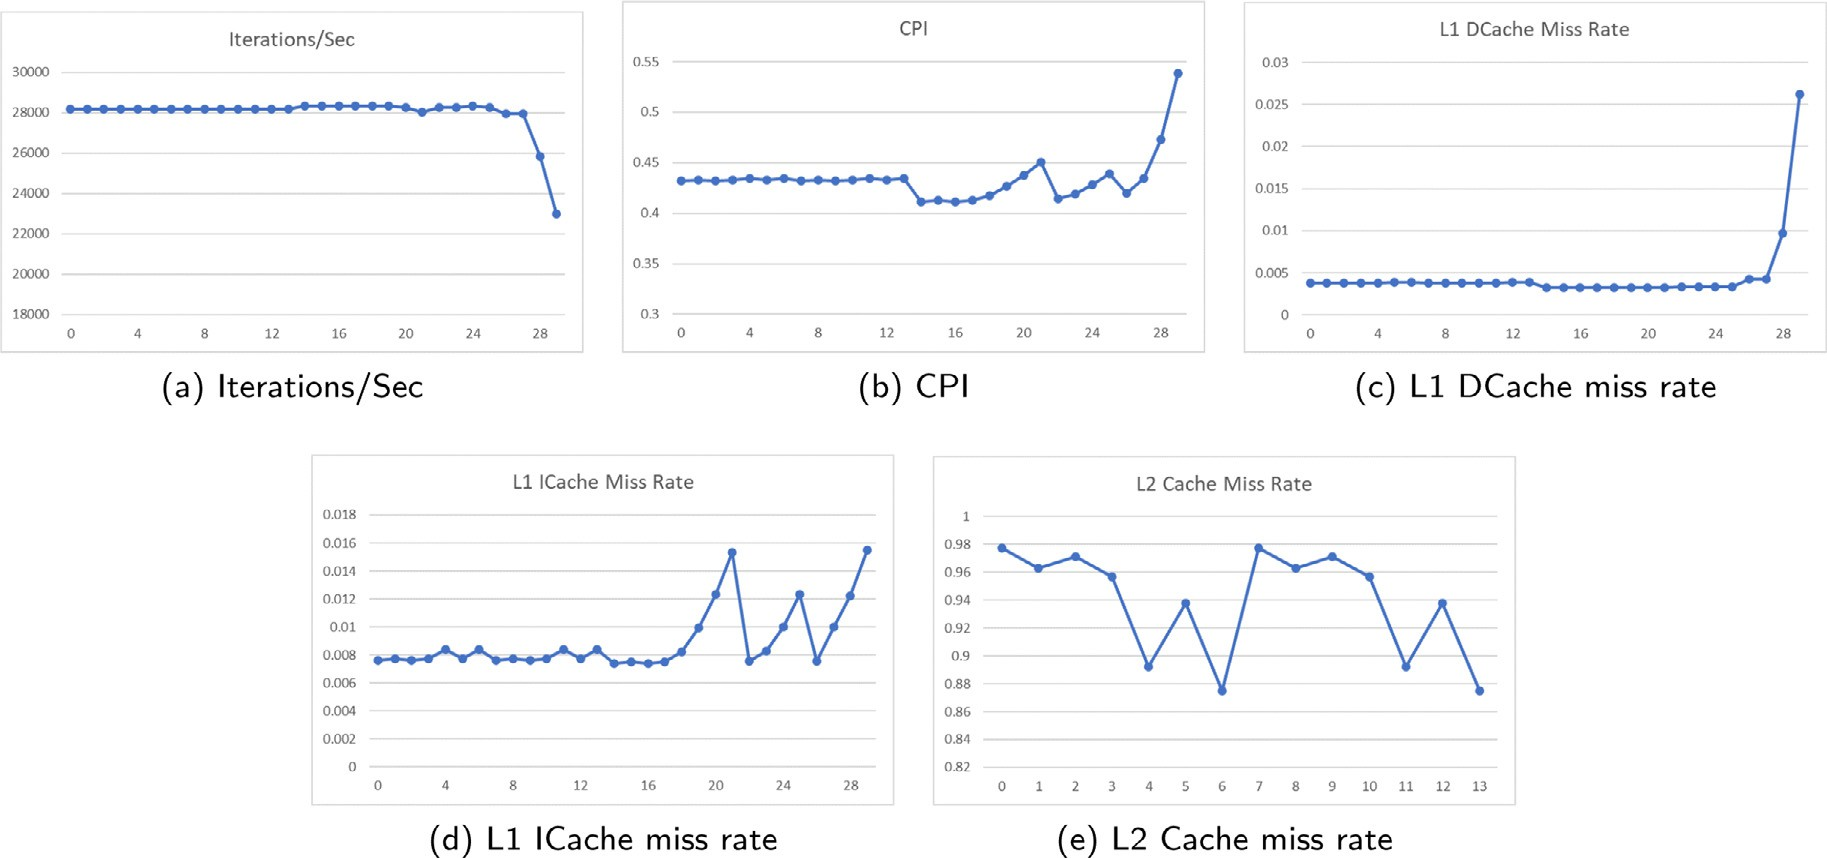 Iterations/Sec
30000
28000
26000
24000
22000
20000
18000
0 4 8 12 16 20 24 28
(a) Iterations/Sec
CPI
0.55
0.5
0.45
0.4
0.35
0.3
0 4 8 12 16 20 24 28
(b) CPI
L1 DCache Miss Rate
0.03
0.025
0.02
0.015
0.01
0.005
0
0 4 8 12 16 20 24 28
(c) L1 DCache miss rate
L1 ICache Miss Rate
0.018
0.016
0.014
0.012
0.01
0.008
0.006
0.004
0.002
0
0 4 8 12 16 20 24 28
(d) L1 ICache miss rate
L2 Cache Miss Rate
1
0.98
0.96
0.94
0.92
0.9
0.88
0.86
0.84
0.82
0 1 2 3 4 5 6 7 8 9 10 11 12 13
(e) L2 Cache miss rate